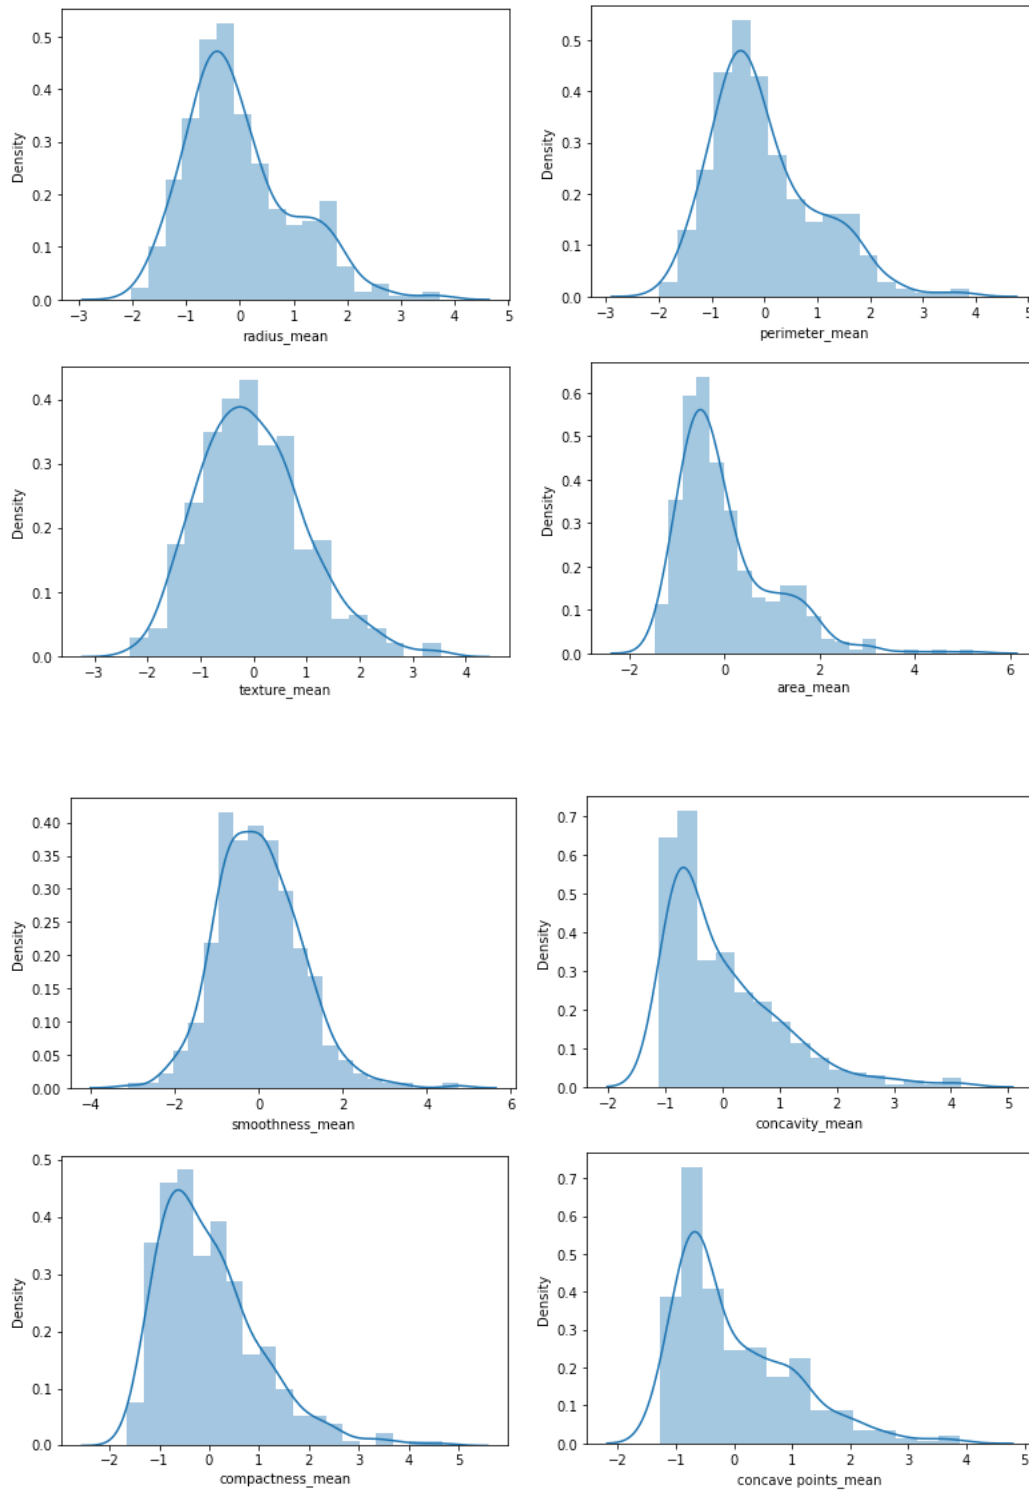 Density
0.5
0.4
0.3
0.2
0.1
0.0
−3 −2 −1 0 1 2 3 4 5
radius_mean
Density
0.5
0.4
0.3
0.2
0.1
0.0
−3 −2 −1 0 1 2 3 4 5
perimeter_mean
Density
0.4
0.3
0.2
0.1
0.0
−3 −2 −1 0 1 2 3 4
texture_mean
Density
0.6
0.5
0.4
0.3
0.2
0.1
0.0
−2 0 2 4 6
area_mean
Density
0.40
0.35
0.30
0.25
0.20
0.15
0.10
0.05
0.00
−4 −2 0 2 4 6
smoothness_mean
Density
0.7
0.6
0.5
0.4
0.3
0.2
0.1
0.0
−2 −1 0 1 2 3 4 5
concavity_mean
Density
0.5
0.4
0.3
0.2
0.1
0.0
−2 −1 0 1 2 3 4 5
compactness_mean
Density
0.7
0.6
0.5
0.4
0.3
0.2
0.1
0.0
−2 −1 0 1 2 3 4 5
concave points_mean